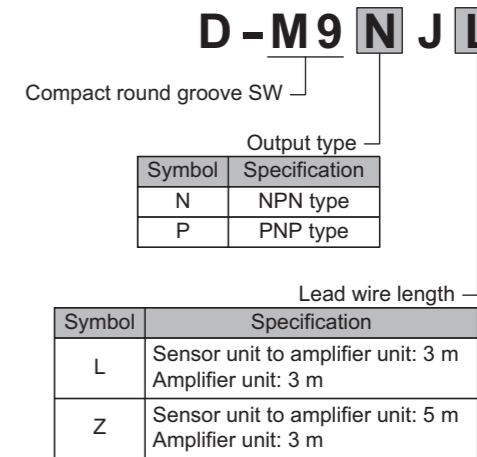 D-M9 N J L
Compact round groove SW
Output type
Symbol Specification
N NPN type
P PNP type
Lead wire length
Symbol Specification
L Sensor unit to amplifier unit: 3 m
Amplifier unit: 3 m
Z Sensor unit to amplifier unit: 5 m
Amplifier unit: 3 m